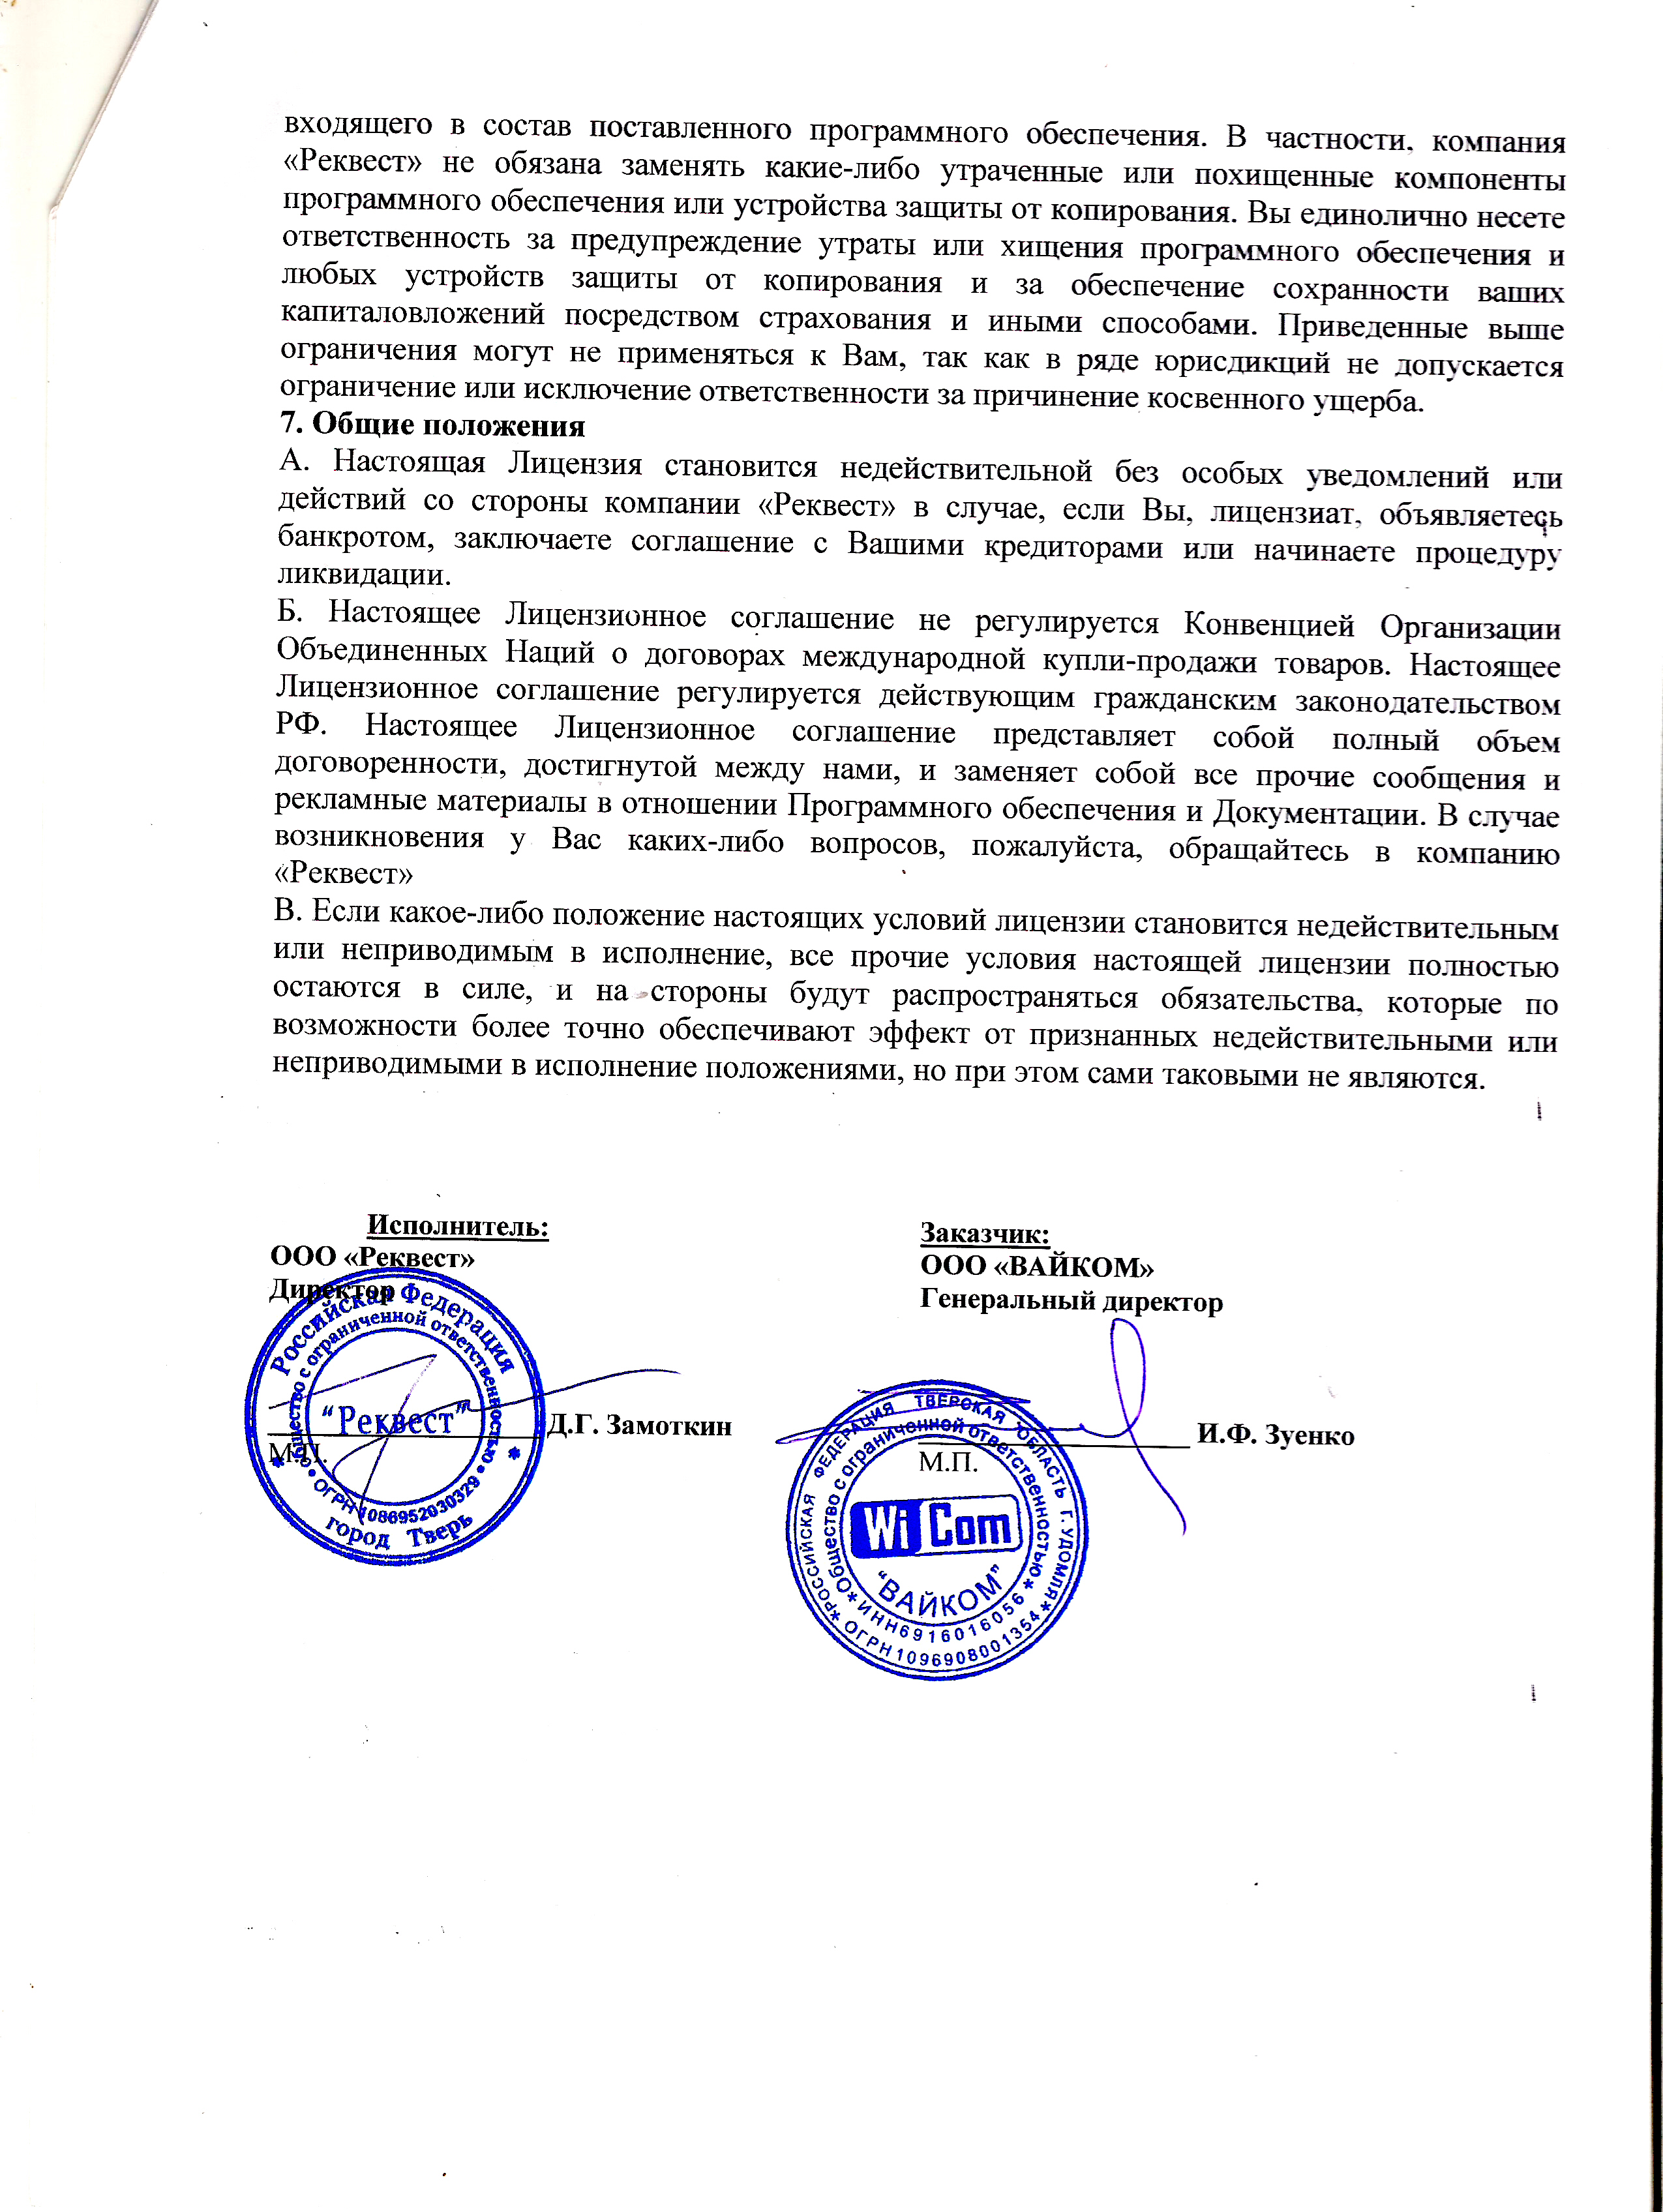 входящего в состав поставленного программного обеспечения. В частности, компания
«Реквест» не обязана заменять какие-либо утраченные или похищенные компоненты
программного обеспечения или устройства защиты от копирования. Вы единолично несете
ответственность за предупреждение утраты или хищения программного обеспечения и
любых устройств защиты от копирования и за обеспечение сохранности ваших
капиталовложений посредством страхования и иными способами. Приведенные выше
ограничения могут не применяться к Вам, так как в ряде юрисдикций не допускается
ограничение или исключение ответственности за причинение косвенного ущерба.
7. Общие положения
А. Настоящая Лицензия становится недействительной без особых уведомлений или
действий со стороны компании «Реквест» в случае, если Вы, лицензиат, объявляетесь
банкротом, заключаете соглашение с Вашими кредиторами или начинаете процедуру
ликвидации.
Б. Настоящее Лицензионное соглашение не регулируется Конвенцией Организации
Объединенных Наций о договорах международной купли-продажи товаров. Настоящее
Лицензионное соглашение регулируется действующим гражданским законодательством
РФ. Настоящее Лицензионное соглашение представляет собой полный объем
договоренности, достигнутой между нами, и заменяет собой все прочие сообщения и
рекламные материалы в отношении Программного обеспечения и Документации. В случае
возникновения у Вас каких-либо вопросов, пожалуйста, обращайтесь в компанию
«Реквест»
В. Если какое-либо положение настоящих условий лицензии становится недействительным
или неприводимым в исполнение, все прочие условия настоящей лицензии полностью
остаются в силе, и на стороны будут распространяться обязательства, которые по
возможности более точно обеспечивают эффект от признанных недействительными или
неприводимыми в исполнение положениями, но при этом сами таковыми не являются.
Исполнитель:
ООО «Реквест»
Директор
Д.Г. Замоткин
М.П.
Российская Федерация
Общество с ограниченной ответственностью
"Реквест"
ОГРН 1086952030329
город Тверь
Заказчик:
ООО «ВАЙКОМ»
Генеральный директор
И.Ф. Зуенко
М.П.
РОССИЙСКАЯ ФЕДЕРАЦИЯ ТВЕРСКАЯ ОБЛАСТЬ Г. УДОМЛЯ
Общество с ограниченной ответственностью
Wi Com
"ВАЙКОМ"
ИНН 6916016056
ОГРН 1096908001354